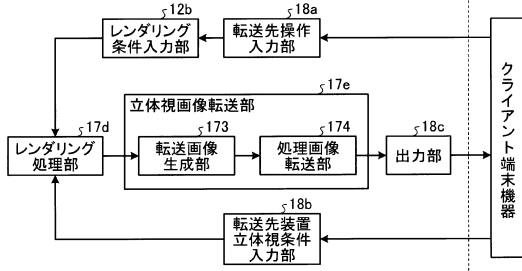 12b
レンダリング
条件入力部
18a
転送先操作
入力部
17e
立体視画像転送部
17d
レンダリング
処理部
173
転送画像
生成部
174
処理画像
転送部
18c
出力部
18b
転送先装置
立体視条件
入力部
クライアント端末機器